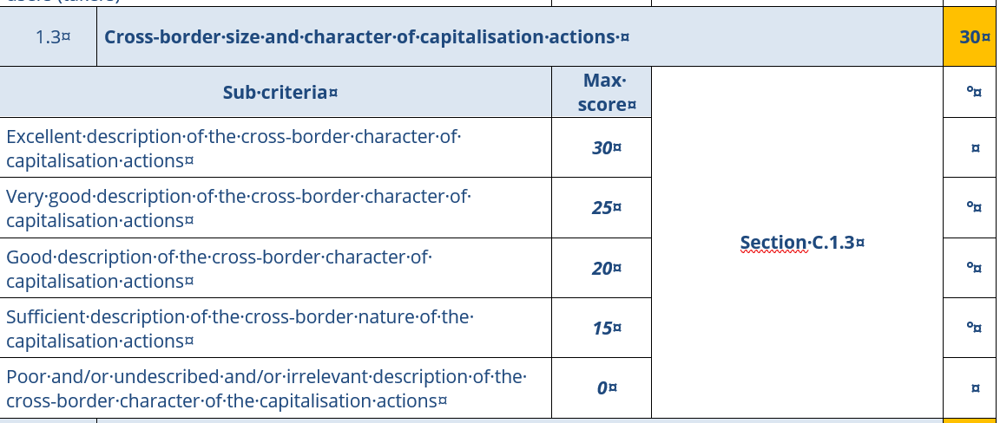 users (takers)
1.3¤ Cross-border·size·and·character·of·capitalisation·actions·¤ 30¤
Sub·criteria¤ Max·score¤ °¤
Excellent·description·of·the·cross-border·character·of·
capitalisation·actions¤ 30¤ ¤
Very·good·description·of·the·cross-border·character·of·
capitalisation·actions¤ 25¤ °¤
Section·C.1.3¤
Good·description·of·the·cross-border·character·of·
capitalisation·actions¤ 20¤ °¤
Sufficient·description·of·the·cross-border·nature·of·the·
capitalisation·actions¤ 15¤ °¤
Poor·and/or·undescribed·and/or·irrelevant·description·of·the·
cross-border·character·of·the·capitalisation·actions¤ 0¤ ¤